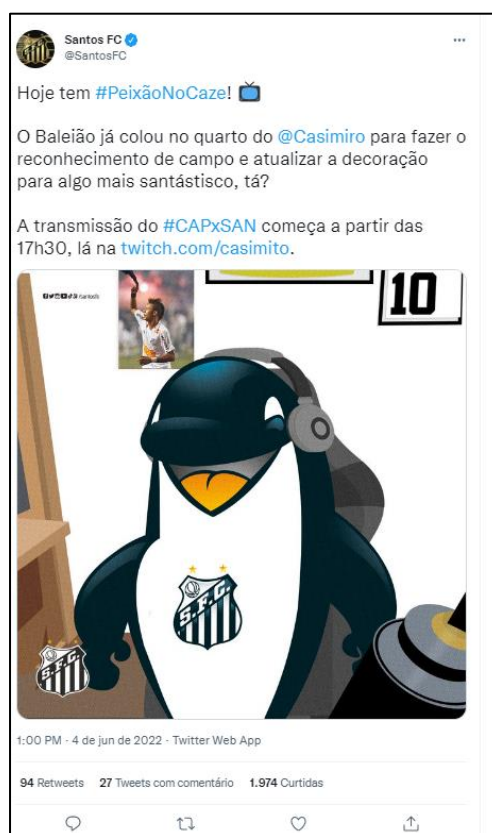 Santos FC
@SantosFC
Hoje tem #PeixãoNoCaze! 📺
O Baleião já colou no quarto do @Casimiro para fazer o
reconhecimento de campo e atualizar a decoração
para algo mais santástisco, tá?
A transmissão do #CAPxSAN começa a partir das
17h30, lá na twitch.com/casimito.
10
S.F.C
S.F.C
1:00 PM · 4 de jun de 2022 · Twitter Web App
94 Retweets 27 Tweets com comentário 1.974 Curtidas